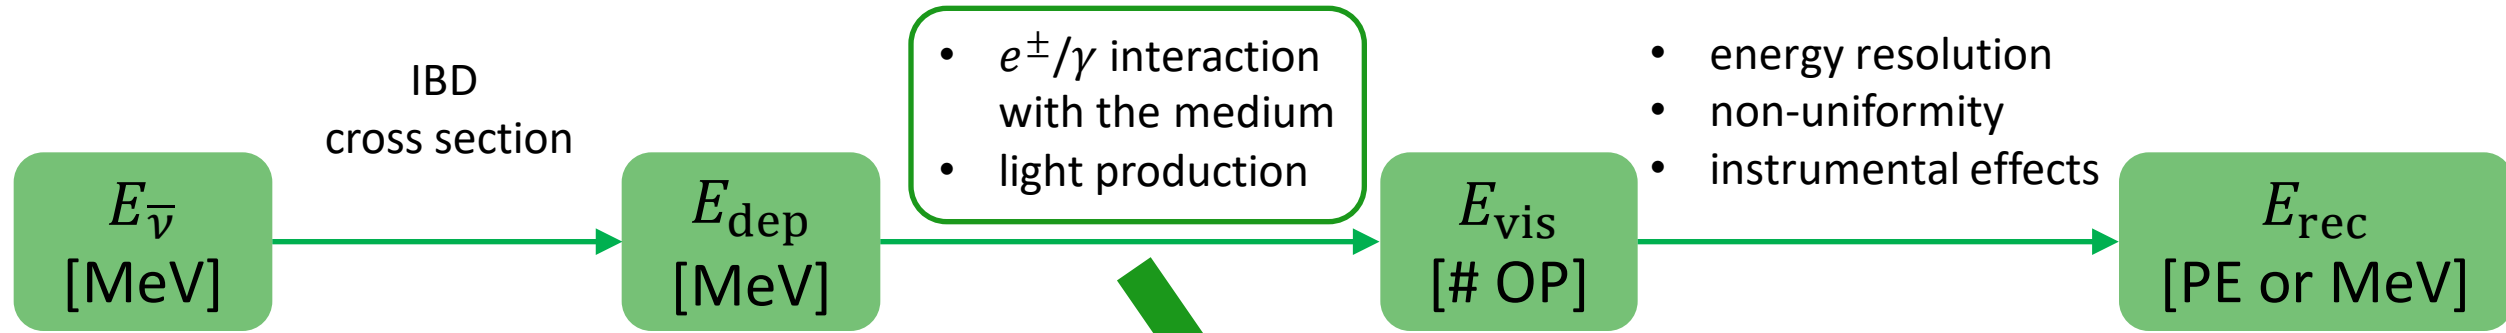 E_ν̅
[MeV]
IBD
cross section
E_dep
[MeV]
• e^±/γ interaction
with the medium
• light production
E_vis
[# OP]
• energy resolution
• non-uniformity
• instrumental effects
E_rec
[PE or MeV]